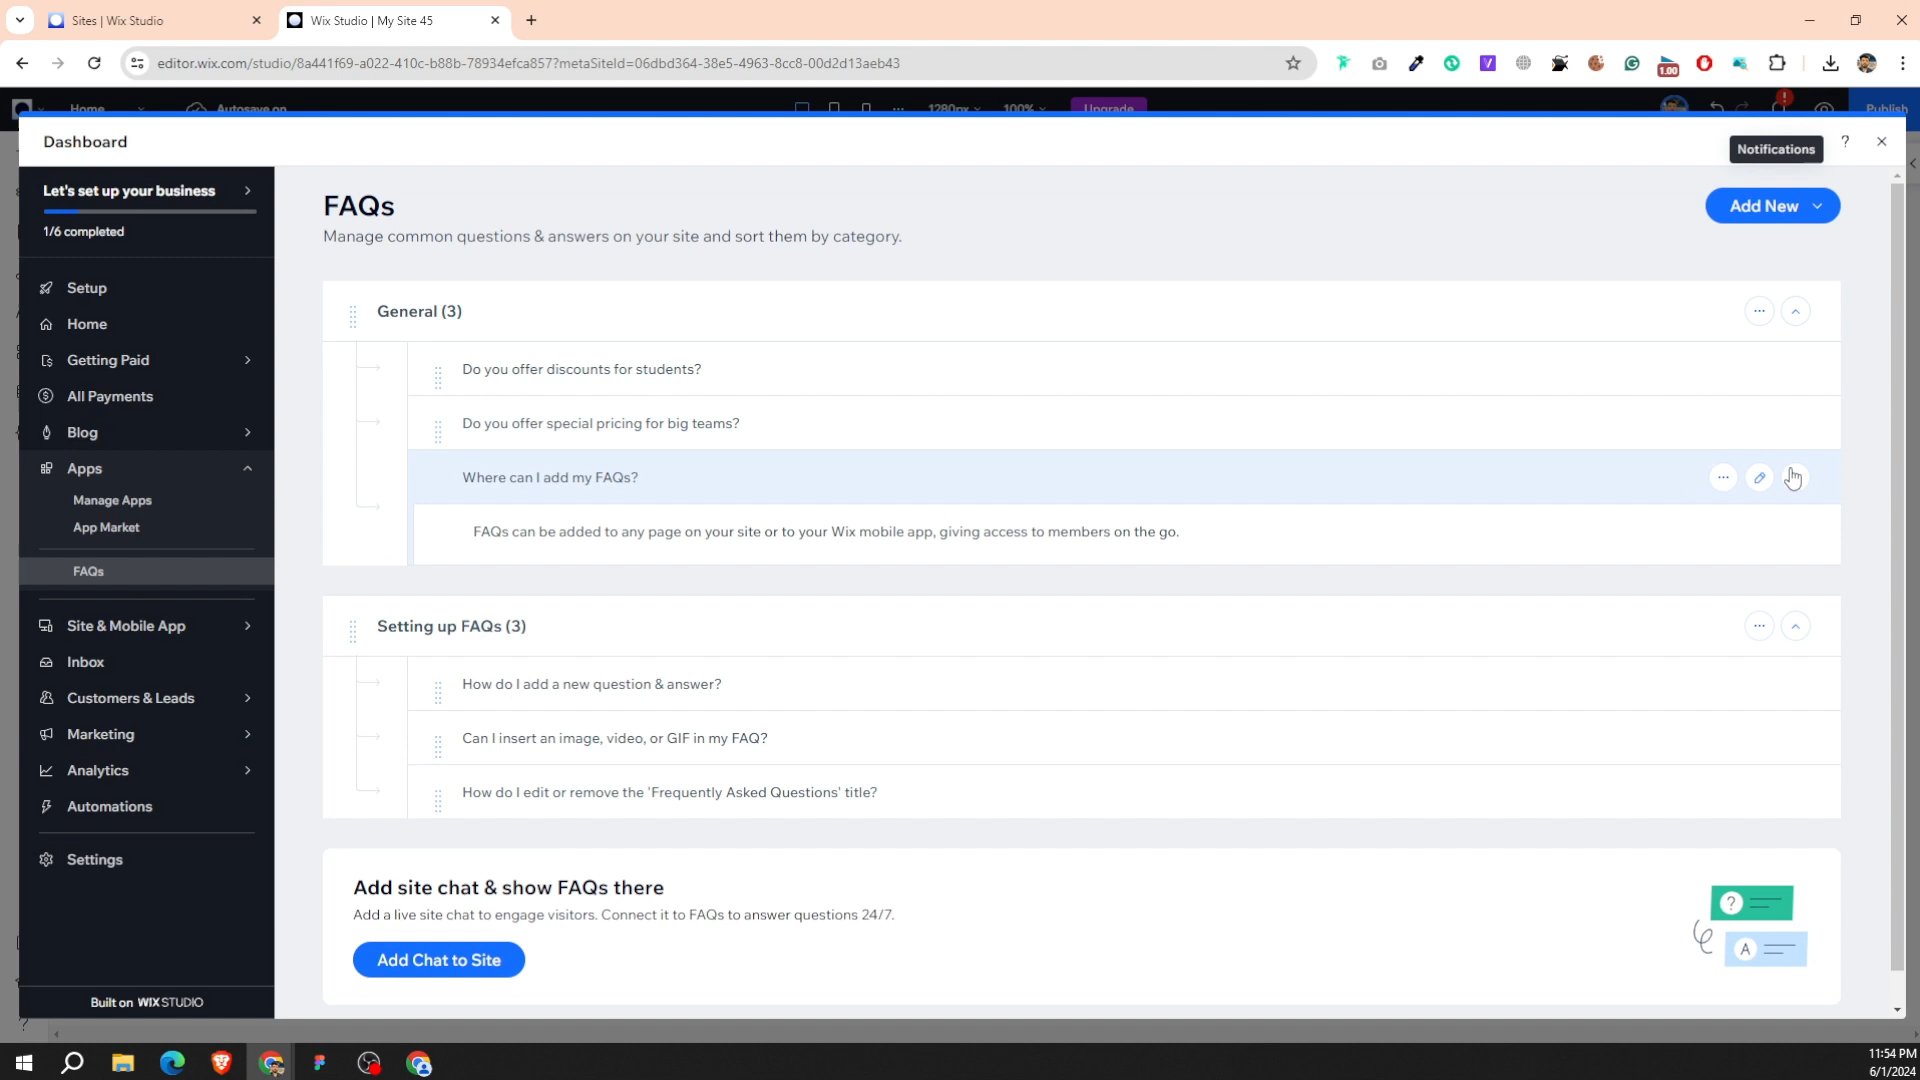 Sites | Wix Studio
Wix Studio | My Site 45
editor.wix.com/studio/8a441f69-a022-410c-b88b-78934efca857?metaSiteId=06dbd364-38e5-4963-8cc8-00d2d13aeb43
1.00
Home
Autosave on
1280px
100%
Upgrade
Publish
Dashboard
Notifications
?
Let's set up your business
1/6 completed
Setup
Home
Getting Paid
All Payments
Blog
Apps
Manage Apps
App Market
FAQs
Site & Mobile App
Inbox
Customers & Leads
Marketing
Analytics
Automations
Settings
Built on WIX STUDIO
FAQs
Add New
Manage common questions & answers on your site and sort them by category.
General (3)
Do you offer discounts for students?
Do you offer special pricing for big teams?
Where can I add my FAQs?
FAQs can be added to any page on your site or to your Wix mobile app, giving access to members on the go.
Setting up FAQs (3)
How do I add a new question & answer?
Can I insert an image, video, or GIF in my FAQ?
How do I edit or remove the 'Frequently Asked Questions' title?
Add site chat & show FAQs there
Add a live site chat to engage visitors. Connect it to FAQs to answer questions 24/7.
Add Chat to Site
?
A
11:54 PM
6/1/2024